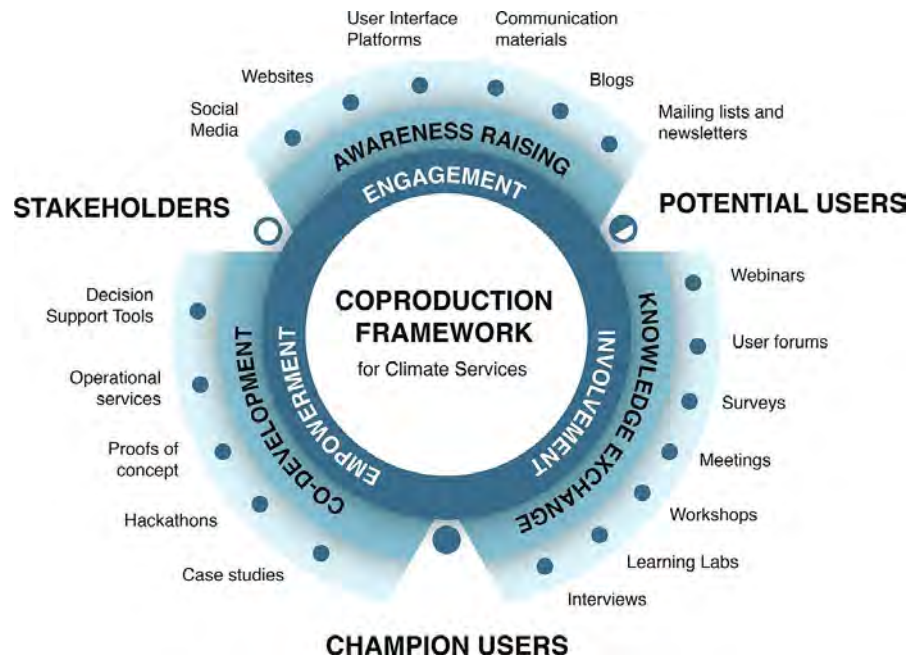 User Interface
Platforms
Communication
materials
Websites
Blogs
Social
Media
Mailing lists and
newsletters
AWARENESS RAISING
ENGAGEMENT
STAKEHOLDERS
POTENTIAL USERS
COPRODUCTION
FRAMEWORK
for Climate Services
Webinars
User forums
Surveys
Meetings
Workshops
Learning Labs
Interviews
KNOWLEDGE EXCHANGE
INVOLVEMENT
Decision
Support Tools
Operational
services
Proofs of
concept
Hackathons
Case studies
CO-DEVELOPMENT
EMPOWERMENT
CHAMPION USERS